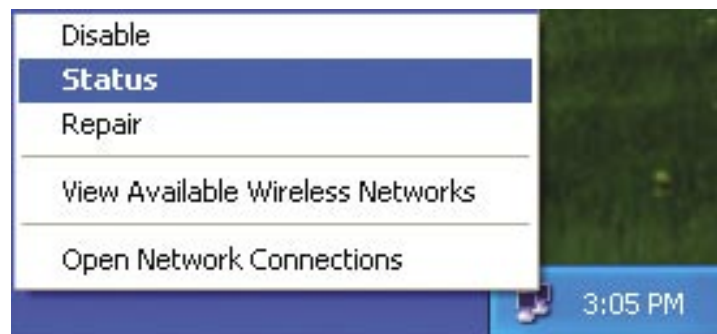 Disable
Status
Repair
View Available Wireless Networks
Open Network Connections
3:05 PM